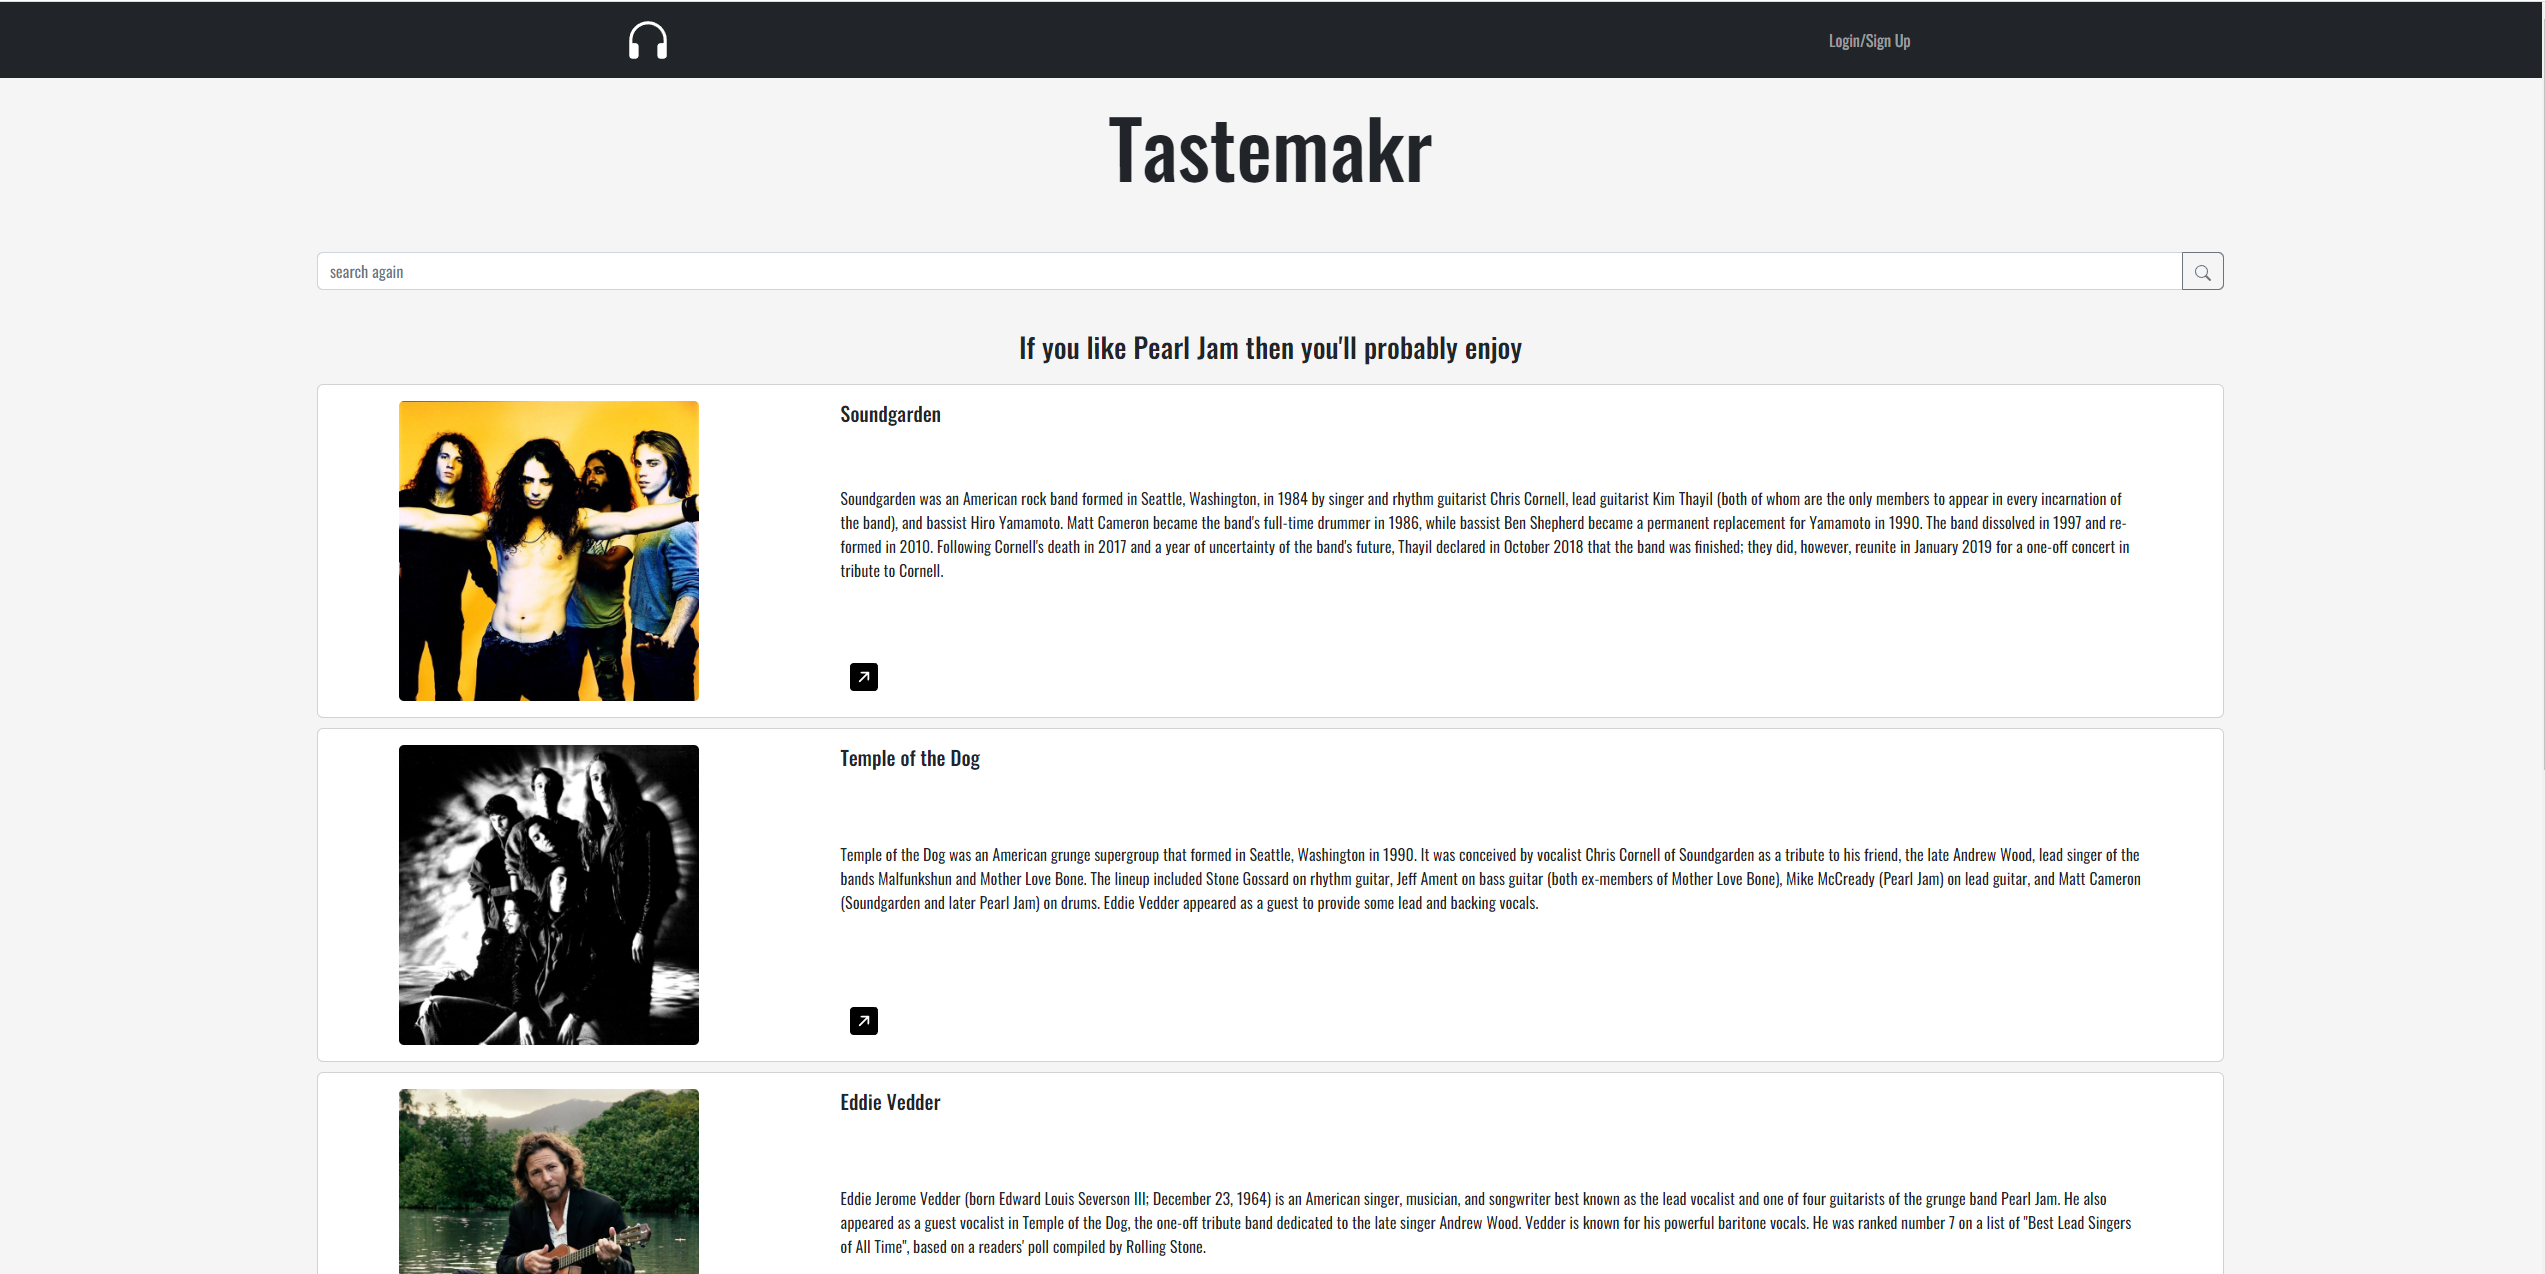 Login/Sign Up
Tastemakr
search again
If you like Pearl Jam then you'll probably enjoy
Soundgarden
Soundgarden was an American rock band formed in Seattle, Washington, in 1984 by singer and rhythm guitarist Chris Cornell, lead guitarist Kim Thayil (both of whom are the only members to appear in every incarnation of
the band), and bassist Hiro Yamamoto. Matt Cameron became the band's full-time drummer in 1986, while bassist Ben Shepherd became a permanent replacement for Yamamoto in 1990. The band dissolved in 1997 and re-
formed in 2010. Following Cornell's death in 2017 and a year of uncertainty of the band's future, Thayil declared in October 2018 that the band was finished; they did, however, reunite in January 2019 for a one-off concert in
tribute to Cornell.
Temple of the Dog
Temple of the Dog was an American grunge supergroup that formed in Seattle, Washington in 1990. It was conceived by vocalist Chris Cornell of Soundgarden as a tribute to his friend, the late Andrew Wood, lead singer of the
bands Malfunkshun and Mother Love Bone. The lineup included Stone Gossard on rhythm guitar, Jeff Ament on bass guitar (both ex-members of Mother Love Bone), Mike McCready (Pearl Jam) on lead guitar, and Matt Cameron
(Soundgarden and later Pearl Jam) on drums. Eddie Vedder appeared as a guest to provide some lead and backing vocals.
Eddie Vedder
Eddie Jerome Vedder (born Edward Louis Severson III; December 23, 1964) is an American singer, musician, and songwriter best known as the lead vocalist and one of four guitarists of the grunge band Pearl Jam. He also
appeared as a guest vocalist in Temple of the Dog, the one-off tribute band dedicated to the late singer Andrew Wood. Vedder is known for his powerful baritone vocals. He was ranked number 7 on a list of "Best Lead Singers
of All Time", based on a readers' poll compiled by Rolling Stone.